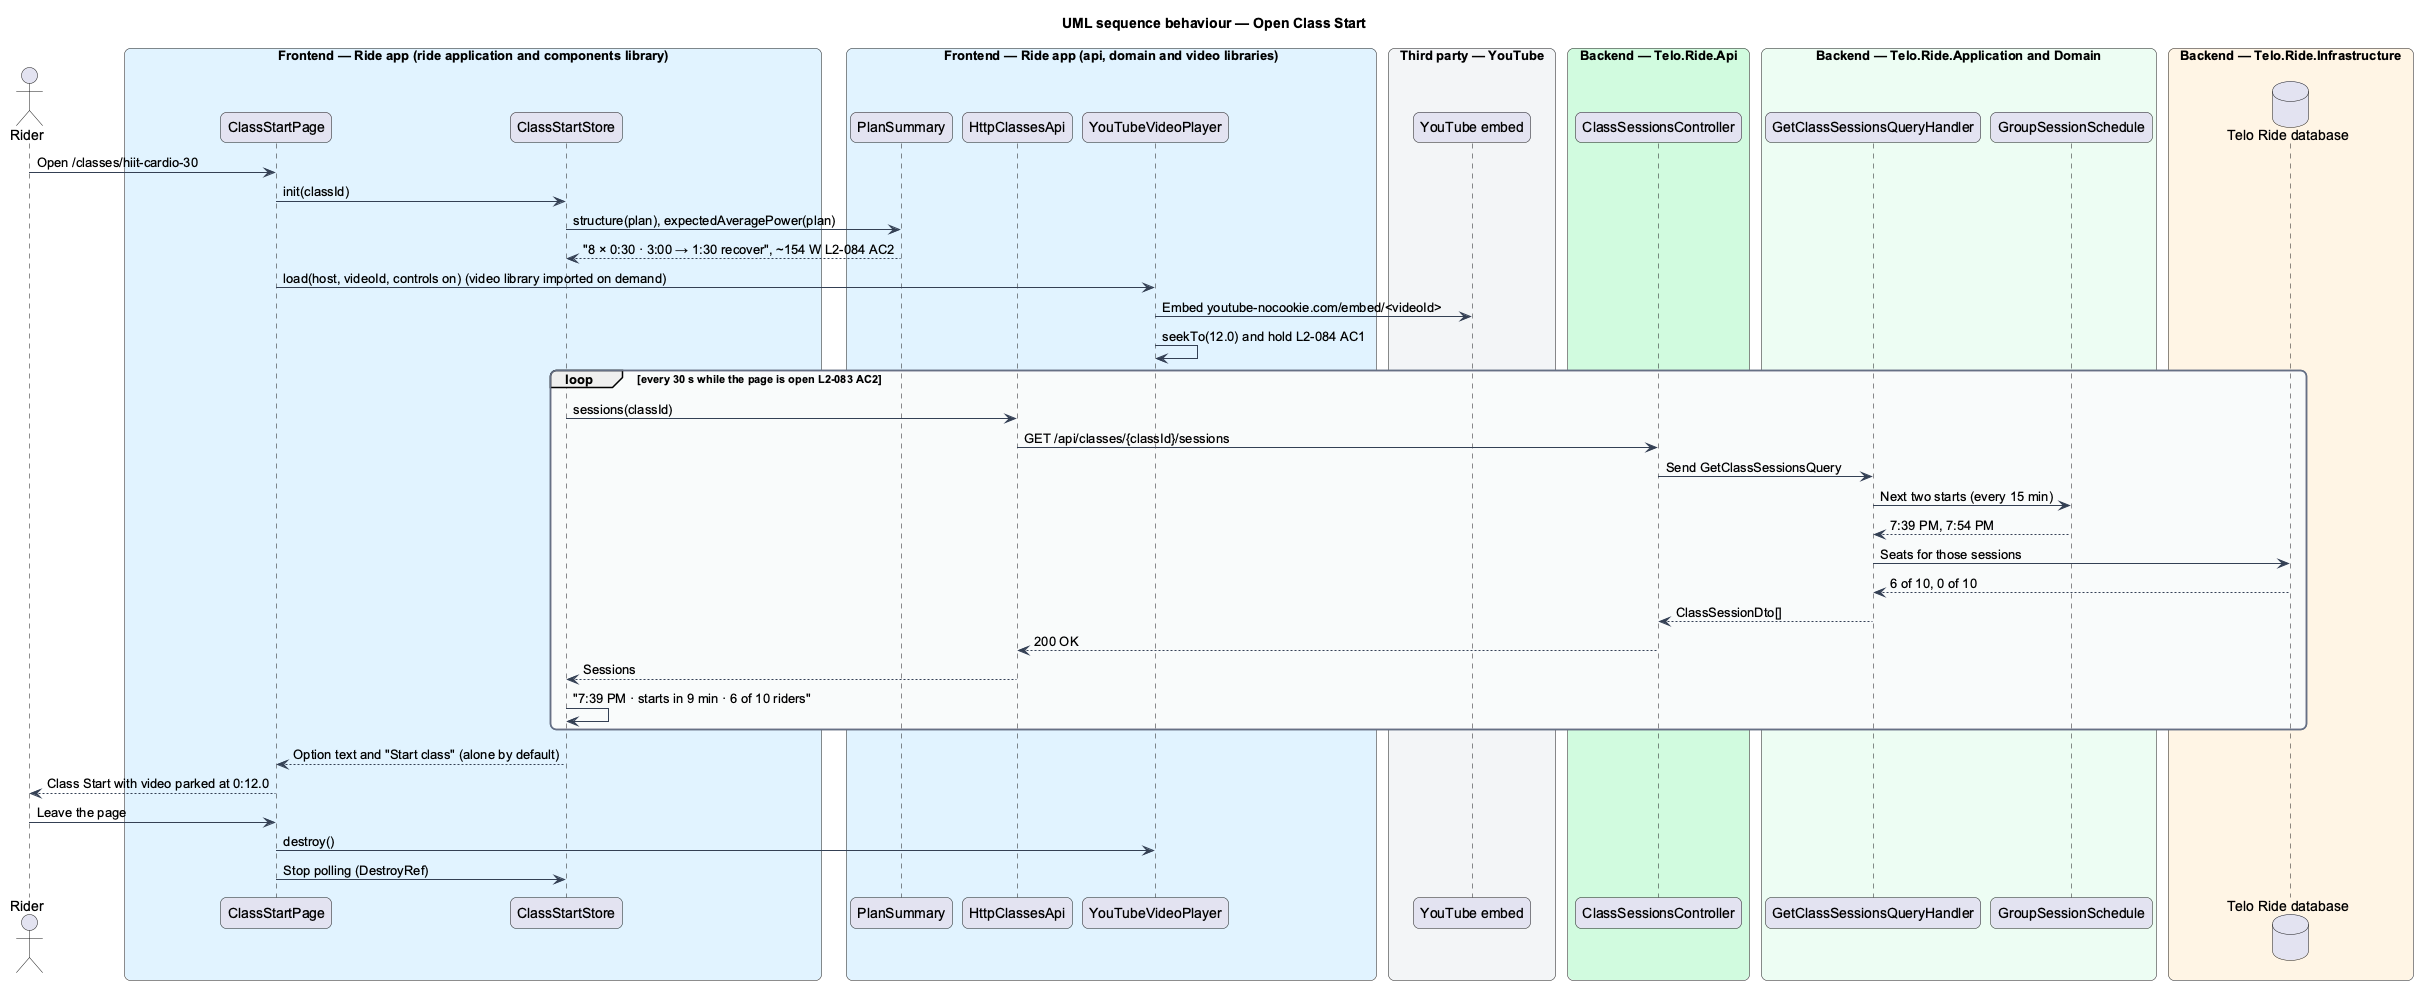 UML sequence behaviour — Open Class Start
Frontend — Ride app (ride application and components library)
Frontend — Ride app (api, domain and video libraries)
Third party — YouTube
Backend — Telo.Ride.Api
Backend — Telo.Ride.Application and Domain
Backend — Telo.Ride.Infrastructure
Rider
ClassStartPage
ClassStartStore
PlanSummary
HttpClassesApi
YouTubeVideoPlayer
YouTube embed
ClassSessionsController
GetClassSessionsQueryHandler
GroupSessionSchedule
Telo Ride database
Open /classes/hiit-cardio-30
init(classId)
structure(plan), expectedAveragePower(plan)
"8 × 0:30 · 3:00 → 1:30 recover", ~154 W L2-084 AC2
load(host, videoId, controls on) (video library imported on demand)
Embed youtube-nocookie.com/embed/<videoId>
seekTo(12.0) and hold L2-084 AC1
loop
[every 30 s while the page is open L2-083 AC2]
sessions(classId)
GET /api/classes/{classId}/sessions
Send GetClassSessionsQuery
Next two starts (every 15 min)
7:39 PM, 7:54 PM
Seats for those sessions
6 of 10, 0 of 10
ClassSessionDto[]
200 OK
Sessions
"7:39 PM · starts in 9 min · 6 of 10 riders"
Option text and "Start class" (alone by default)
Class Start with video parked at 0:12.0
Leave the page
destroy()
Stop polling (DestroyRef)
Rider
ClassStartPage
ClassStartStore
PlanSummary
HttpClassesApi
YouTubeVideoPlayer
YouTube embed
ClassSessionsController
GetClassSessionsQueryHandler
GroupSessionSchedule
Telo Ride database